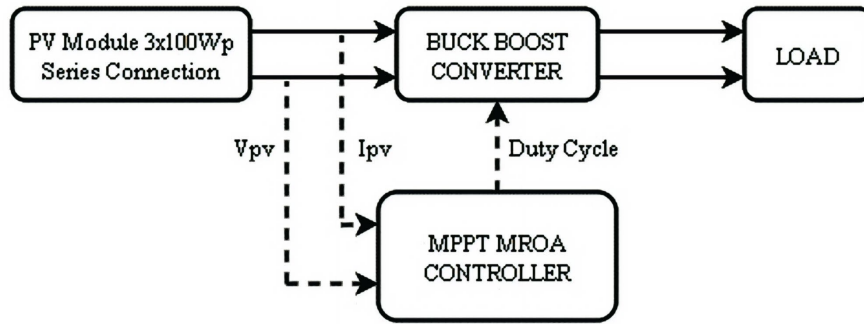 PV Module 3x100Wp
Series Connection
BUCK BOOST
CONVERTER
LOAD
Vpv
Ipv
Duty Cycle
MPPT MROA
CONTROLLER